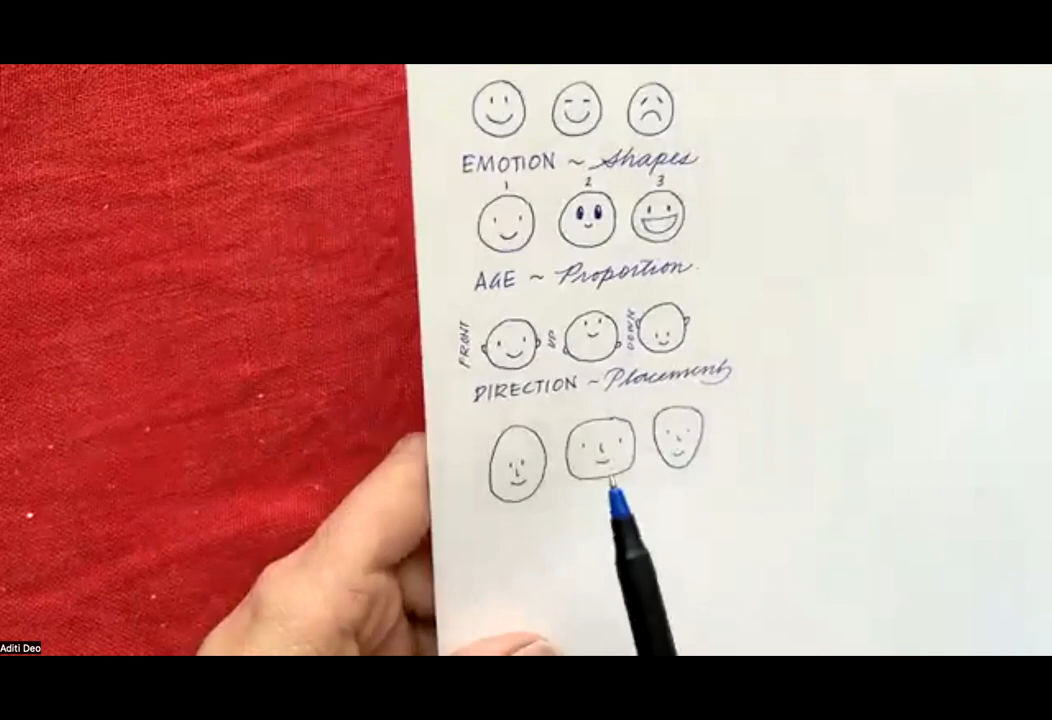 EMOTION ~ Shapes
1 2 3
AGE ~ Proportion.
FRONT UP DOWN
DIRECTION ~ Placement
Aditi Deo